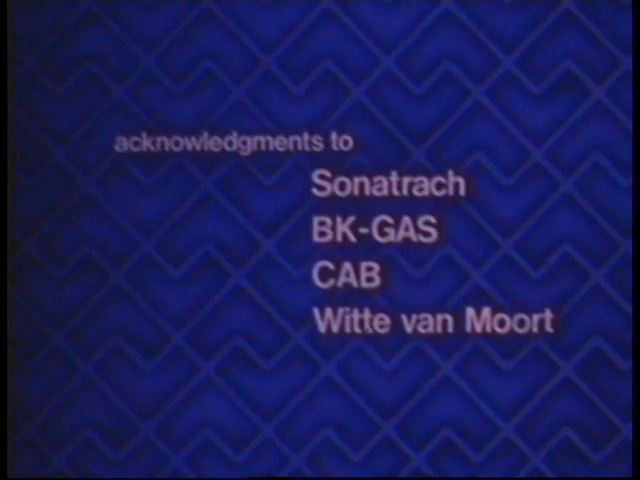 acknowledgments to
Sonatrach
BK-GAS
CAB
Witte van Moort